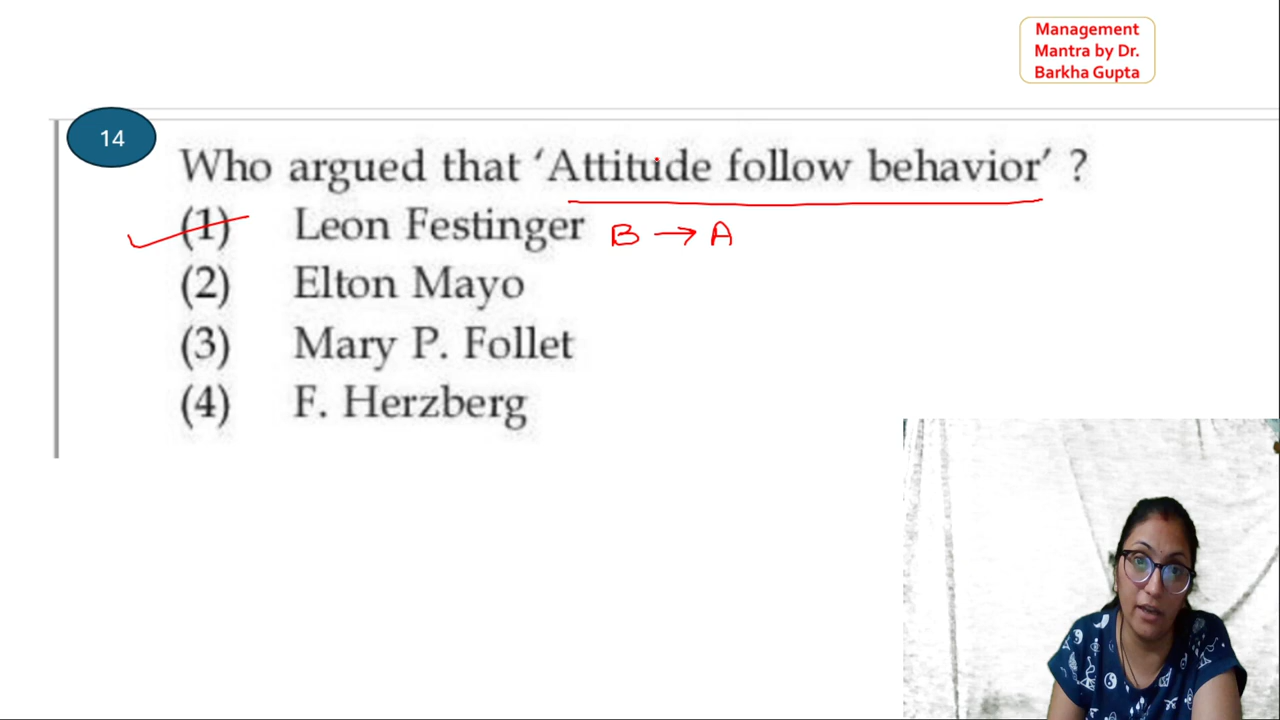 Management
Mantra by Dr.
Barkha Gupta
14
Who argued that ‘Attitude follow behavior’ ?
(1) Leon Festinger B → A
(2) Elton Mayo
(3) Mary P. Follet
(4) F. Herzberg